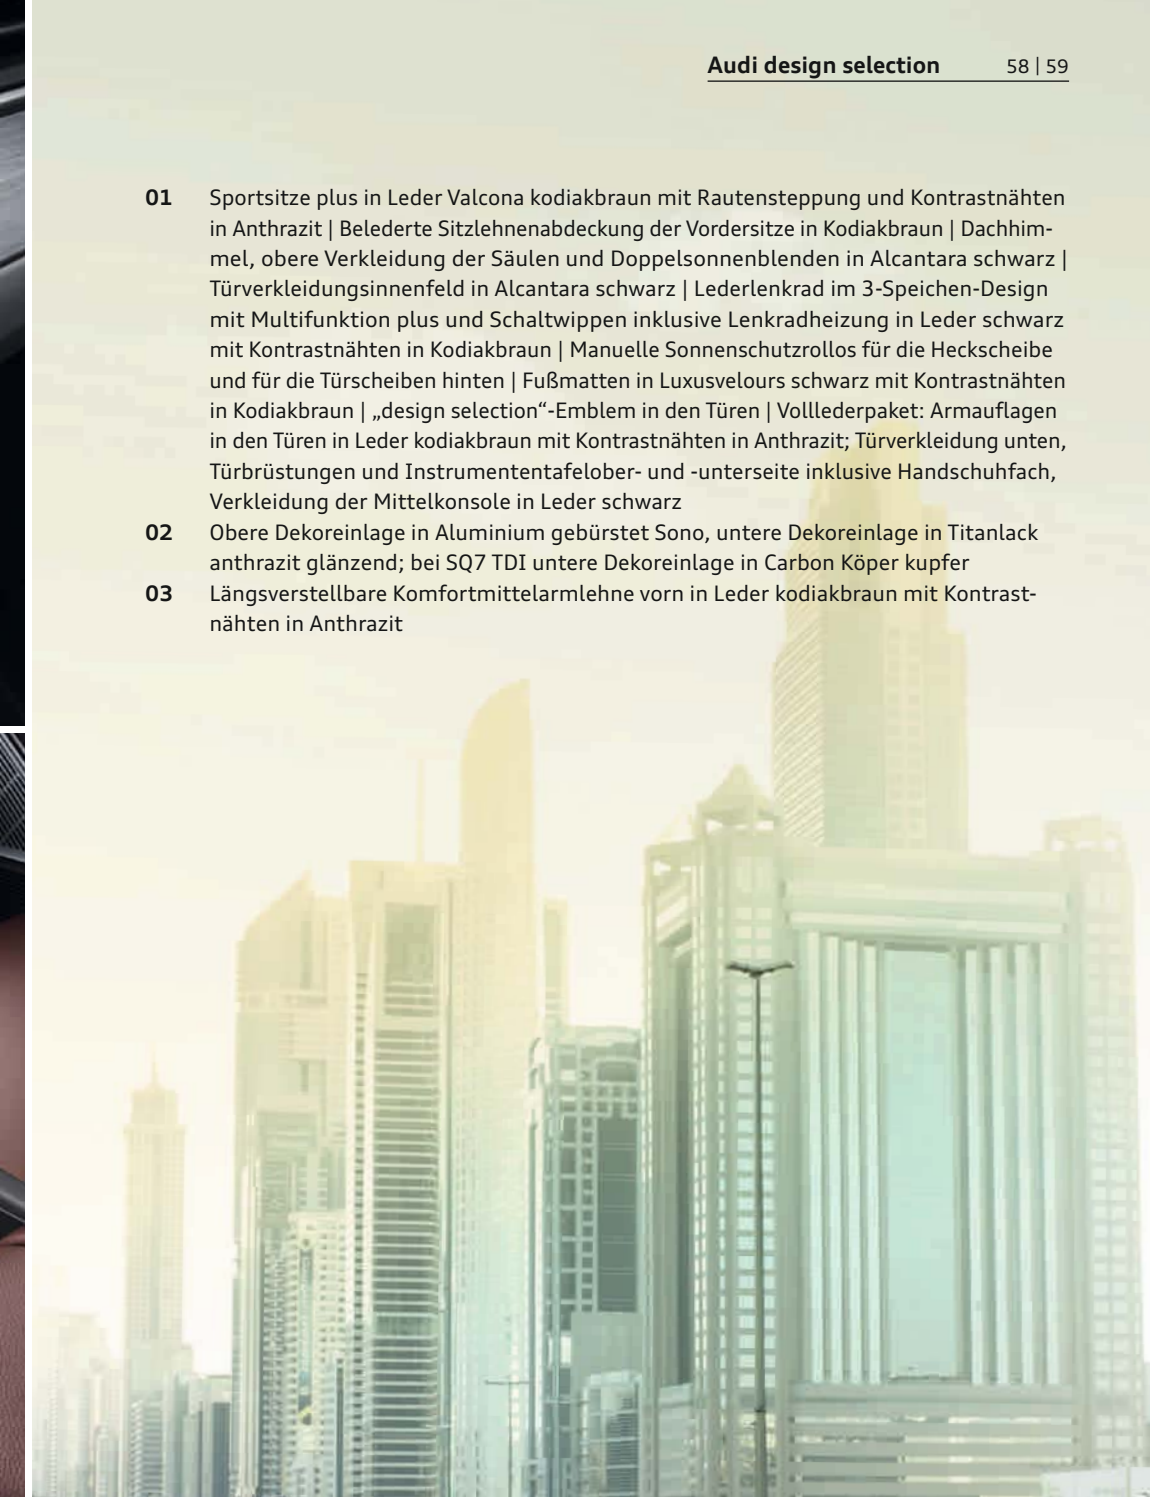 Audi design selection 58 | 59
01 Sportsitze plus in Leder Valcona kodiakbraun mit Rautensteppung und Kontrastnähten
in Anthrazit | Belederte Sitzlehnenabdeckung der Vordersitze in Kodiakbraun | Dachhim-
mel, obere Verkleidung der Säulen und Doppelsonnenblenden in Alcantara schwarz |
Türverkleidungsinnenfeld in Alcantara schwarz | Lederlenkrad im 3-Speichen-Design
mit Multifunktion plus und Schaltwippen inklusive Lenkradheizung in Leder schwarz
mit Kontrastnähten in Kodiakbraun | Manuelle Sonnenschutzrollos für die Heckscheibe
und für die Türscheiben hinten | Fußmatten in Luxusvelours schwarz mit Kontrastnähten
in Kodiakbraun | „design selection“-Emblem in den Türen | Volllederpaket: Armauflagen
in den Türen in Leder kodiakbraun mit Kontrastnähten in Anthrazit; Türverkleidung unten,
Türbrüstungen und Instrumententafelober- und -unterseite inklusive Handschuhfach,
Verkleidung der Mittelkonsole in Leder schwarz
02 Obere Dekoreinlage in Aluminium gebürstet Sono, untere Dekoreinlage in Titanlack
anthrazit glänzend; bei SQ7 TDI untere Dekoreinlage in Carbon Köper kupfer
03 Längsverstellbare Komfortmittelarmlehne vorn in Leder kodiakbraun mit Kontrast-
nähten in Anthrazit